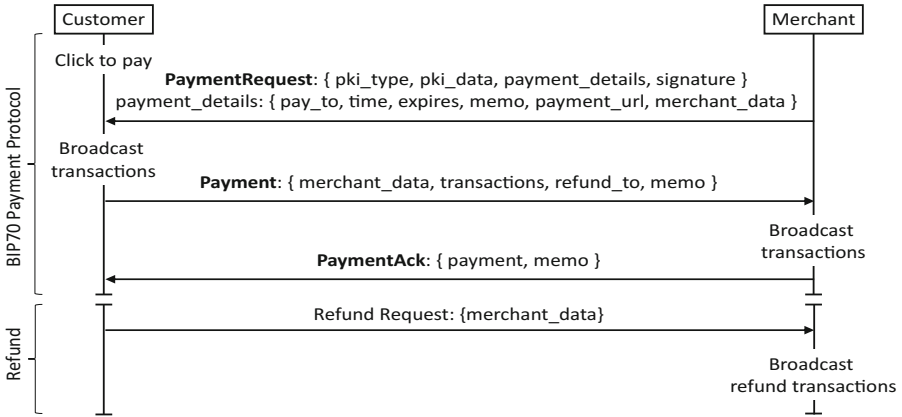 Customer
Merchant
Click to pay
PaymentRequest: { pki_type, pki_data, payment_details, signature }
payment_details: { pay_to, time, expires, memo, payment_url, merchant_data }
Broadcast
transactions
Payment: { merchant_data, transactions, refund_to, memo }
Broadcast
transactions
PaymentAck: { payment, memo }
BIP70 Payment Protocol
Refund Request: {merchant_data}
Broadcast
refund transactions
Refund